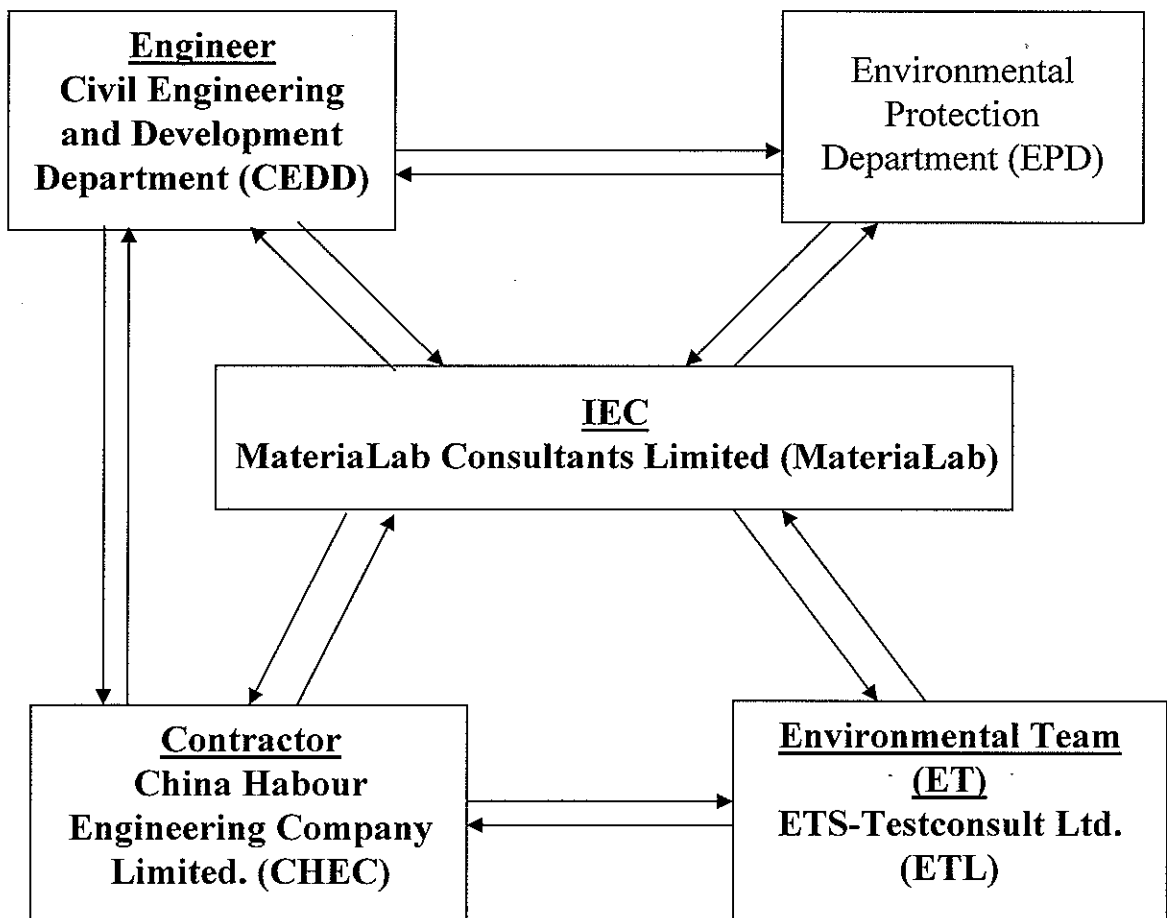 Engineer
Civil Engineering
and Development
Department (CEDD)
Environmental
Protection
Department (EPD)
IEC
MateriaLab Consultants Limited (MateriaLab)
Contractor
China Habour
Engineering Company
Limited. (CHEC)
Environmental Team
(ET)
ETS-Testconsult Ltd.
(ETL)